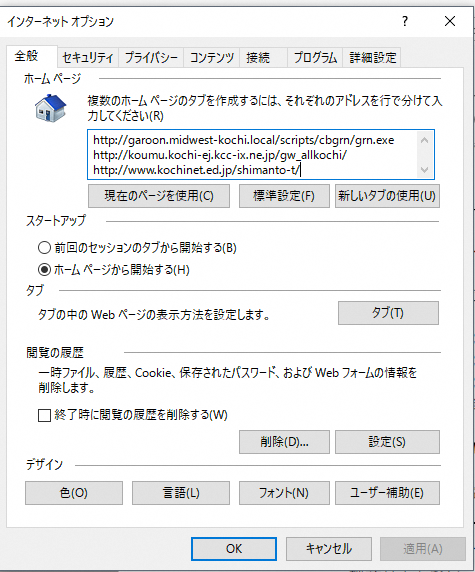 インターネット オプション
? ×
全般 セキュリティ プライバシー コンテンツ 接続 プログラム 詳細設定
ホーム ページ
複数のホーム ページのタブを作成するには、それぞれのアドレスを行で分けて入
力してください(R)
http://garoon.midwest-kochi.local/scripts/cbgrn/grn.exe
http://koumu.kochi-ej.kcc-ix.ne.jp/gw_allkochi/
http://www.kochinet.ed.jp/shimanto-t/
現在のページを使用(C) 標準設定(F) 新しいタブの使用(U)
スタートアップ
前回のセッションのタブから開始する(B)
ホーム ページから開始する(H)
タブ
タブの中の Web ページの表示方法を設定します。 タブ(T)
閲覧の履歴
一時ファイル、履歴、Cookie、保存されたパスワード、および Web フォームの情報を
削除します。
終了時に閲覧の履歴を削除する(W)
削除(D)... 設定(S)
デザイン
色(O) 言語(L) フォント(N) ユーザー補助(E)
OK キャンセル 適用(A)